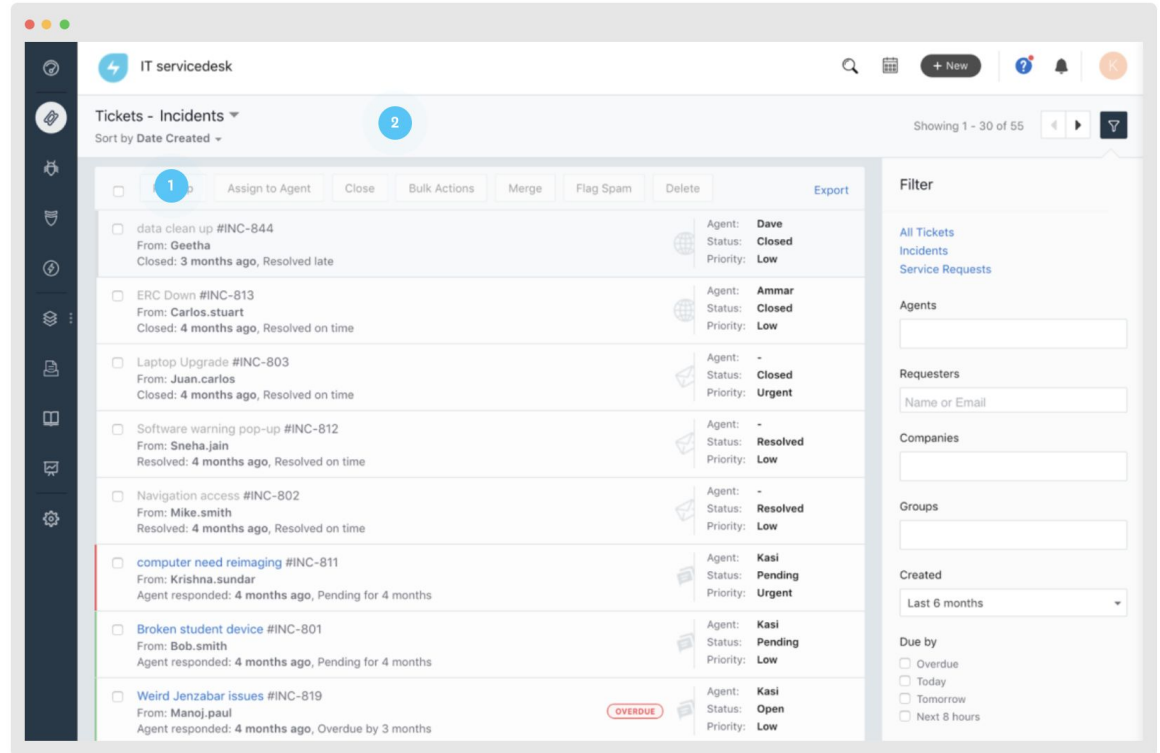 IT servicedesk
+ New
?
K
Tickets - Incidents
2
Sort by Date Created
Showing 1 - 30 of 55
1
Assign to Agent
Close
Bulk Actions
Merge
Flag Spam
Delete
Export
data clean up #INC-844
From: Geetha
Closed: 3 months ago, Resolved late
Agent: Dave
Status: Closed
Priority: Low
ERC Down #INC-813
From: Carlos.stuart
Closed: 4 months ago, Resolved on time
Agent: Ammar
Status: Closed
Priority: Low
Laptop Upgrade #INC-803
From: Juan.carlos
Closed: 4 months ago, Resolved on time
Agent: -
Status: Closed
Priority: Urgent
Software warning pop-up #INC-812
From: Sneha.jain
Resolved: 4 months ago, Resolved on time
Agent: -
Status: Resolved
Priority: Low
Navigation access #INC-802
From: Mike.smith
Resolved: 4 months ago, Resolved on time
Agent: -
Status: Resolved
Priority: Low
computer need reimaging #INC-811
From: Krishna.sundar
Agent responded: 4 months ago, Pending for 4 months
Agent: Kasi
Status: Pending
Priority: Urgent
Broken student device #INC-801
From: Bob.smith
Agent responded: 4 months ago, Pending for 4 months
Agent: Kasi
Status: Pending
Priority: Low
Weird Jenzabar issues #INC-819
From: Manoj.paul
Agent responded: 4 months ago, Overdue by 3 months
OVERDUE
Agent: Kasi
Status: Open
Priority: Low
Filter
All Tickets
Incidents
Service Requests
Agents
Requesters
Name or Email
Companies
Groups
Created
Last 6 months
Due by
Overdue
Today
Tomorrow
Next 8 hours